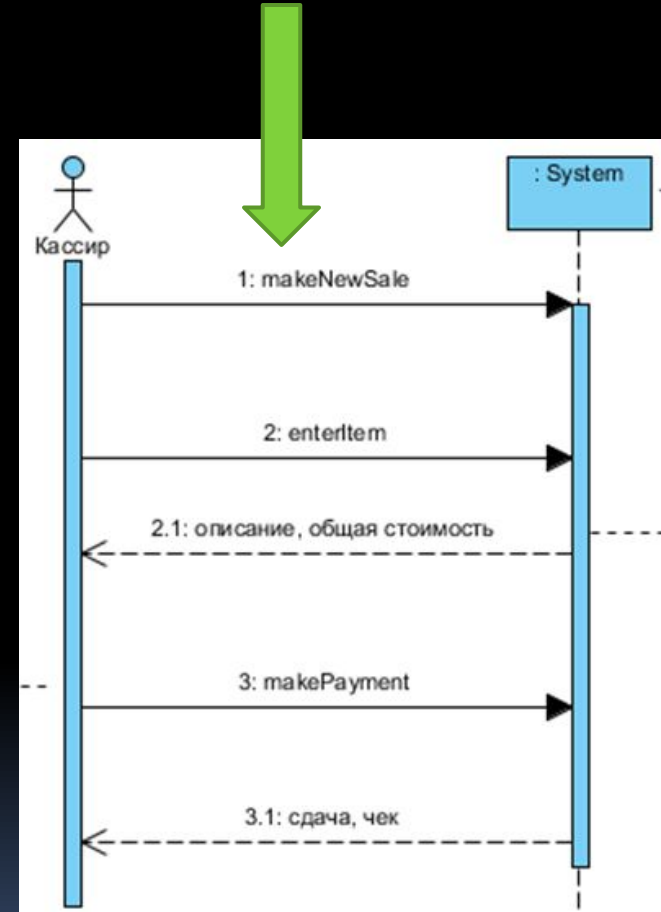 : System
Кассир
1: makeNewSale
2: enterItem
2.1: описание, общая стоимость
3: makePayment
3.1: сдача, чек